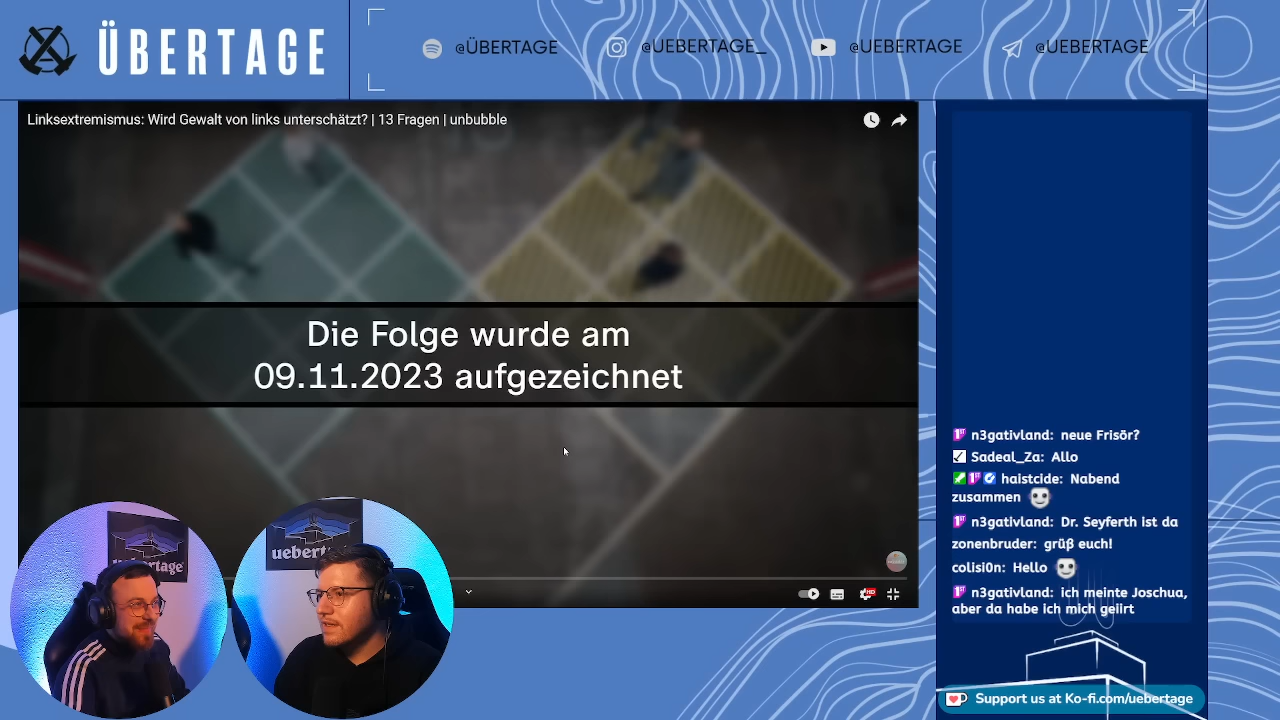 ÜBERTAGE
@ÜBERTAGE
@UEBERTAGE_
@UEBERTAGE
@UEBERTAGE
Linksextremismus: Wird Gewalt von links unterschätzt? | 13 Fragen | unbubble
Die Folge wurde am
09.11.2023 aufgezeichnet
n3gativland: neue Frisör?
Sadeal_Za: Allo
haistcide: Nabend
zusammen
n3gativland: Dr. Seyferth ist da
zonenbruder: grüß euch!
colisi0n: Hello
n3gativland: ich meinte Joschua,
aber da habe ich mich geiirt
uebertage
Support us at Ko-fi.com/uebertage